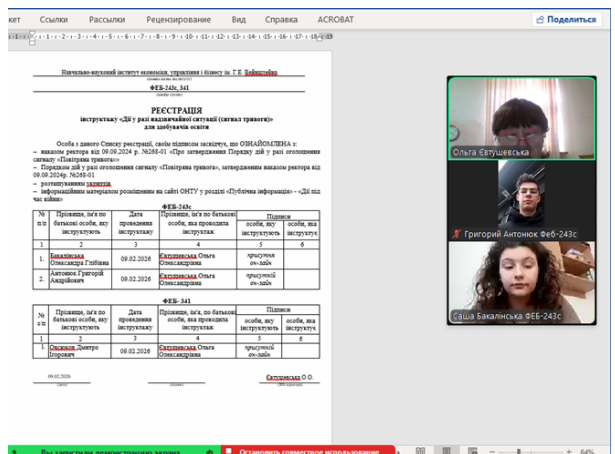 кет Ссылки Рассылки Рецензирование Вид Справка ACROBAT
Поделиться
Навчально-науковий інститут економіки, управління і бізнесу ім. Г.Е. Вейнштейна
ФЕБ-243с, 341
РЕЄСТРАЦІЯ
інструктажу «Дії у разі надзвичайної ситуації (сигнал тривоги)»
для здобувачів освіти
Особа з даного Списку реєстрації, своїм підписом засвідчує, що ОЗНАЙОМЛЕНА з:
– наказом ректора від 09.09.2024 р. №268-01 «Про затвердження Порядку дій у разі оголошення
сигналу «Повітряна тривога»»
– Порядком дій у разі оголошення сигналу «Повітряна тривога», затвердженим наказом ректора від
09.09.2024р. №268-01
– розташуванням укриттів.
– інформаційним матеріалом розміщеним на сайті ОНТУ у розділі «Публічна інформація» - «Дії під
час війни»
ФЕБ-243с
№ п/п Прізвище, ім'я по батькові особи, яку інструктують Дата проведення інструктажу Прізвище, ім'я по батькові особи, яка проводила інструктаж Підписи
особи, яку інструктують особи, яка інструктує
1 2 3 4 5 6
1. Бакалінська Олександра Глібівна 09.02.2026 Євтушевська Ольга Олександрівна присутня он-лайн
2. Антонюк Григорій Андрійович 09.02.2026 Євтушевська Ольга Олександрівна присутній он-лайн
ФЕБ- 341
№ п/п Прізвище, ім'я по батькові особи, яку інструктують Дата проведення інструктажу Прізвище, ім'я по батькові особи, яка проводила інструктаж Підписи
особи, яку інструктують особи, яка інструктує
1 2 3 4 5 6
1. Дмитро Ігорович 09.02.2026 Євтушевська Ольга Олександрівна присутній он-лайн
09.02.2026 Євтушевська О.О.
Ольга Євтушевська
Григорий Антонюк Феб-243с
Саша Бакалінська ФЕБ-243с
Вы запустили демонстрацию экрана
Остановить совместное использование
64%